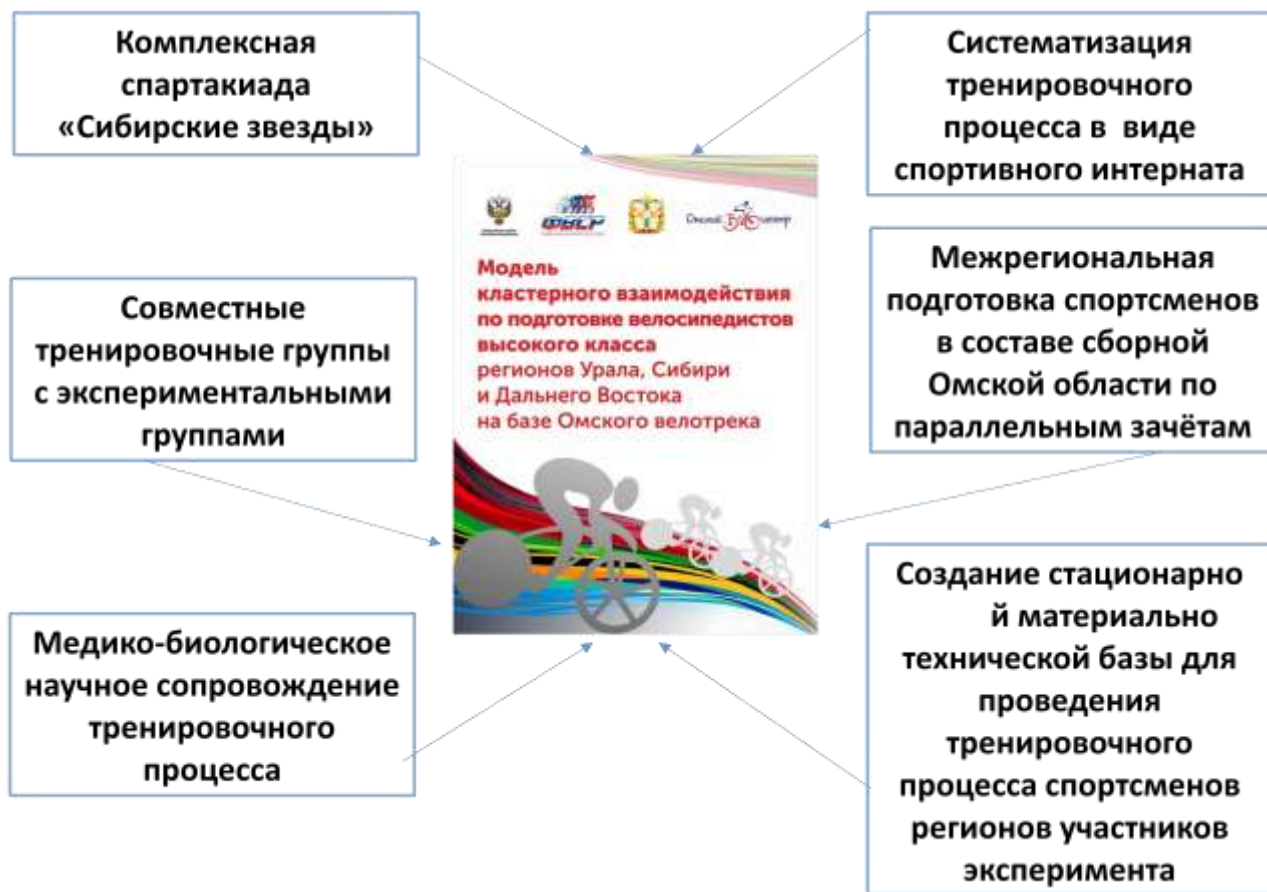 Комплексная
спартакиада
«Сибирские звезды»
Систематизация
тренировочного
процесса в виде
спортивного интерната
Модель
кластерного взаимодействия
по подготовке велосипедистов
высокого класса
регионов Урала, Сибири
и Дальнего Востока
на базе Омского велотрека
Совместные
тренировочные группы
с экспериментальными
группами
Межрегиональная
подготовка спортсменов
в составе сборной
Омской области по
параллельным зачётам
Медико-биологическое
научное сопровождение
тренировочного
процесса
Создание стационарно
й материально
технической базы для
проведения
тренировочного
процесса спортсменов
регионов участников
эксперимента